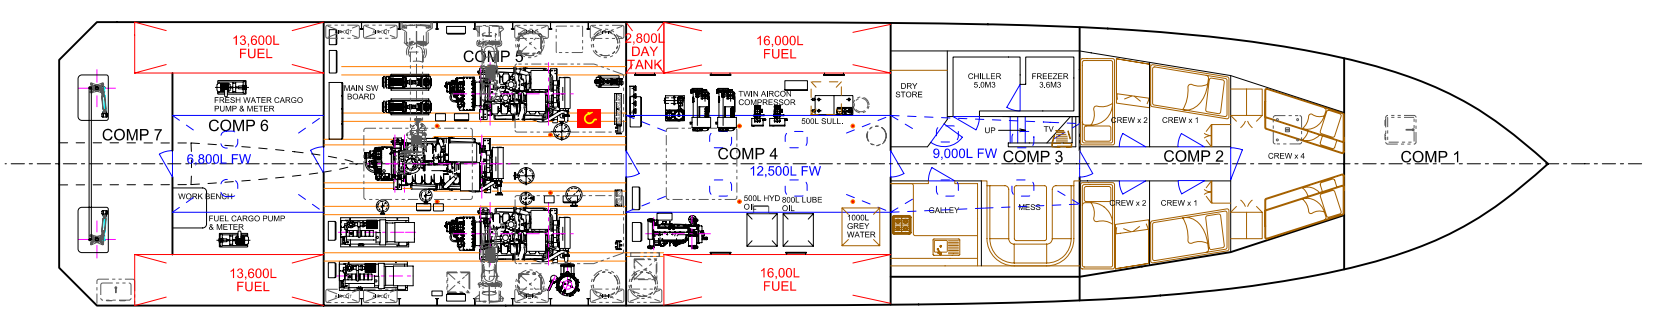 13,600L
FUEL
2,800L
DAY
TANK
16,000L
FUEL
COMP 5
MAIN SW
BOARD
FRESH WATER CARGO
PUMP & METER
TWIN AIRCON
COMPRESSOR
500L SULL.
DRY
STORE
CHILLER
5,0M3
FREEZER
3,6M3
UP
TV
CREW x 2
CREW x 1
COMP 7
COMP 6
6,800L FW
COMP 4
12,500L FW
9,000L FW
COMP 3
COMP 2
CREW x 4
COMP 1
WORK BENCH
FUEL CARGO PUMP
& METER
500L HYD
OIL
800L LUBE
OIL
1000L
GREY
WATER
GALLEY
MESS
CREW x 2
CREW x 1
13,600L
FUEL
16,00L
FUEL